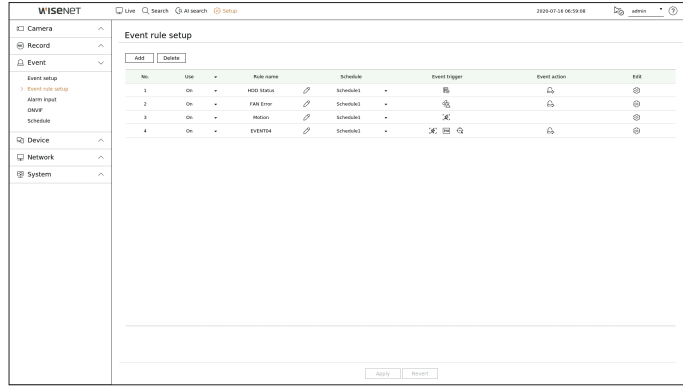 WISENET
Live Search AI search Setup 2020-07-16 06:59:08 admin
Camera
Record
Event
Event setup
Event rule setup
Alarm input
ONVIF
Schedule
Device
Network
System
Event rule setup
Add Delete
No. Use Rule name Schedule Event trigger Event action Edit
1 On HDD Status Schedule1
2 On FAN Error Schedule1
3 On Motion Schedule1
4 On EVENT04 Schedule1
Apply Revert